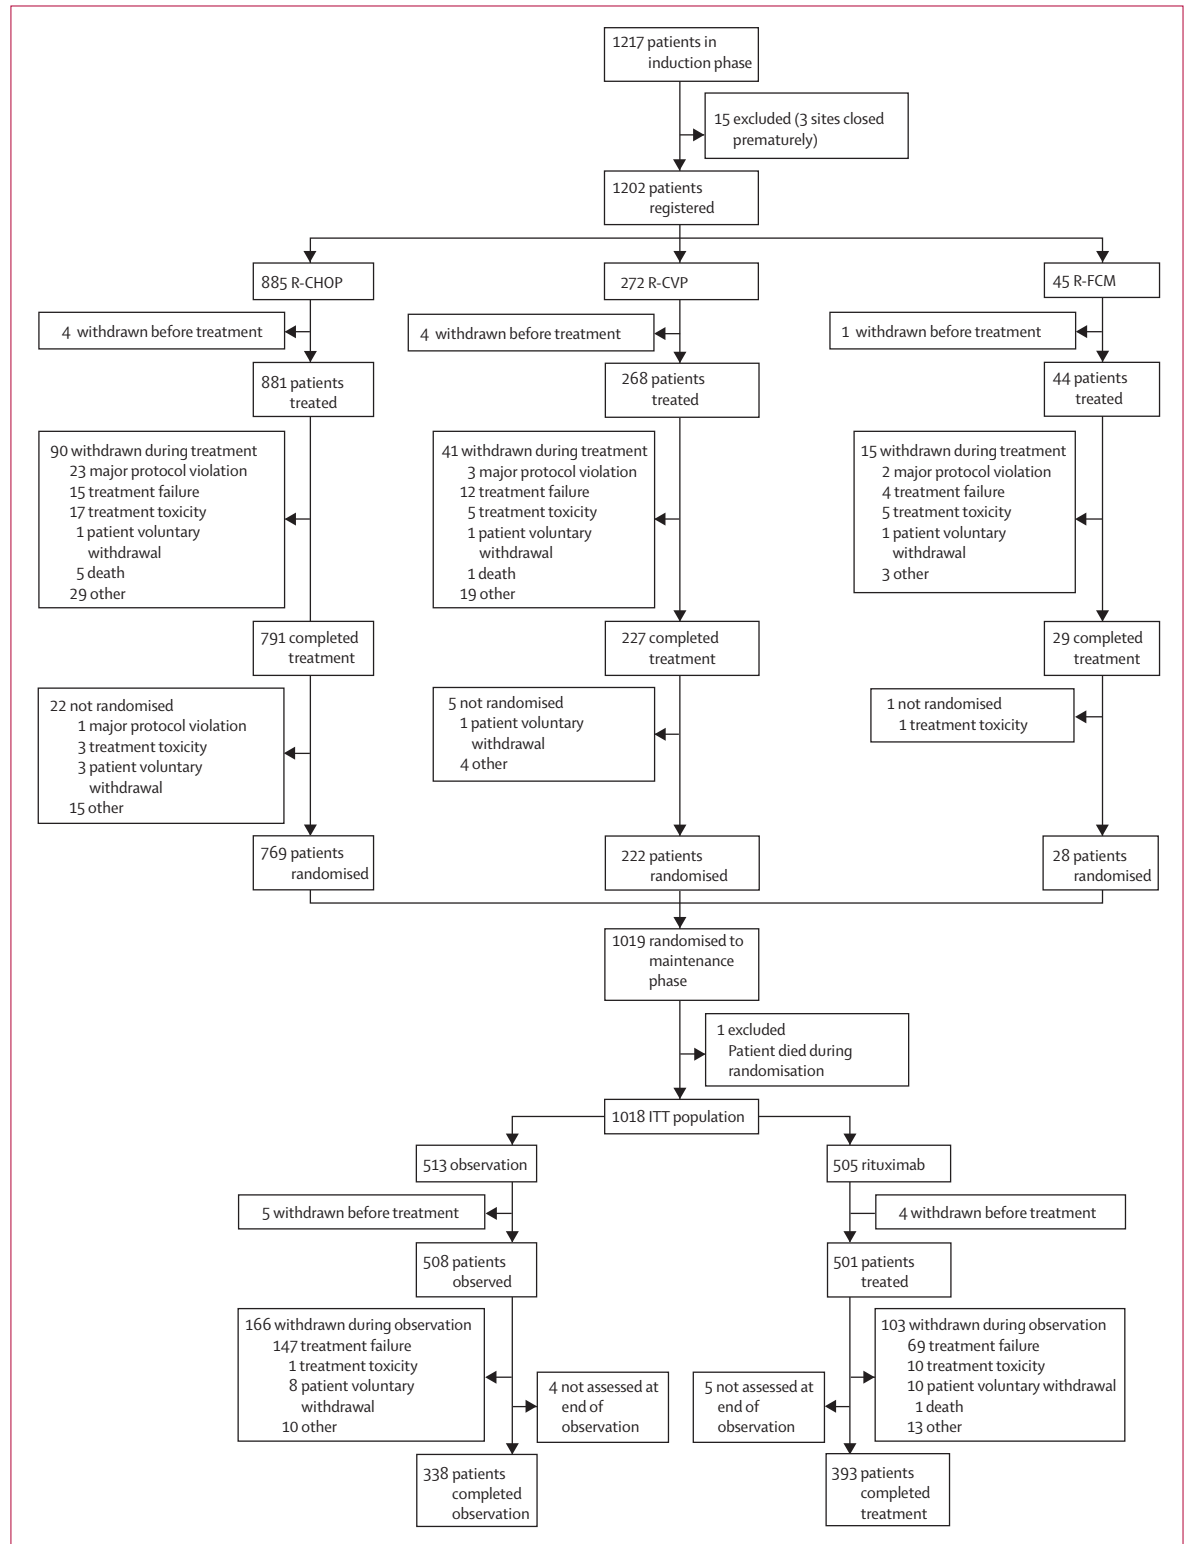 1217 patients in
induction phase
15 excluded (3 sites closed
prematurely)
1202 patients
registered
885 R-CHOP
272 R-CVP
45 R-FCM
4 withdrawn before treatment
4 withdrawn before treatment
1 withdrawn before treatment
881 patients
treated
268 patients
treated
44 patients
treated
90 withdrawn during treatment
23 major protocol violation
15 treatment failure
17 treatment toxicity
1 patient voluntary
withdrawal
5 death
29 other
41 withdrawn during treatment
3 major protocol violation
12 treatment failure
5 treatment toxicity
1 patient voluntary
withdrawal
1 death
19 other
15 withdrawn during treatment
2 major protocol violation
4 treatment failure
5 treatment toxicity
1 patient voluntary
withdrawal
3 other
791 completed
treatment
227 completed
treatment
29 completed
treatment
22 not randomised
1 major protocol violation
3 treatment toxicity
3 patient voluntary
withdrawal
15 other
5 not randomised
1 patient voluntary
withdrawal
4 other
1 not randomised
1 treatment toxicity
769 patients
randomised
222 patients
randomised
28 patients
randomised
1019 randomised to
maintenance
phase
1 excluded
Patient died during
randomisation
1018 ITT population
513 observation
505 rituximab
5 withdrawn before treatment
4 withdrawn before treatment
508 patients
observed
501 patients
treated
166 withdrawn during observation
147 treatment failure
1 treatment toxicity
8 patient voluntary
withdrawal
10 other
4 not assessed at
end of
observation
5 not assessed at
end of
observation
103 withdrawn during observation
69 treatment failure
10 treatment toxicity
10 patient voluntary withdrawal
1 death
13 other
338 patients
completed
observation
393 patients
completed
treatment